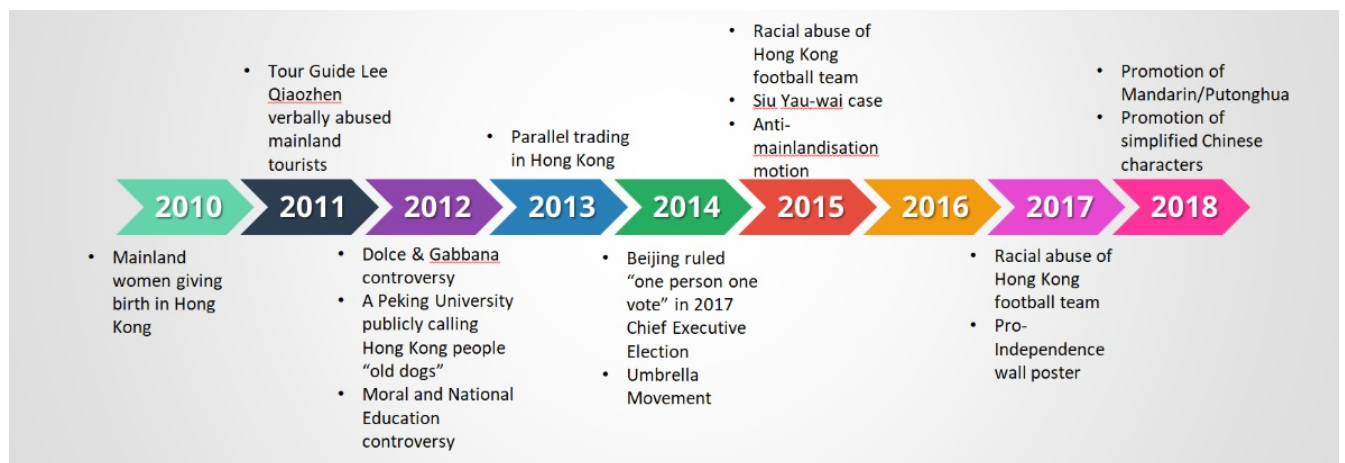 • Racial abuse of
Hong Kong
football team
• Siu Yau-wai case
• Anti-
mainlandisation
motion
• Tour Guide Lee
Qiaozhen
verbally abused
mainland
tourists
• Promotion of
Mandarin/Putonghua
• Promotion of
simplified Chinese
characters
• Parallel trading
in Hong Kong
2010 2011 2012 2013 2014 2015 2016 2017 2018
• Mainland
women giving
birth in Hong
Kong
• Dolce & Gabbana
controversy
• A Peking University
publicly calling
Hong Kong people
“old dogs”
• Moral and National
Education
controversy
• Beijing ruled
“one person one
vote” in 2017
Chief Executive
Election
• Umbrella
Movement
• Racial abuse of
Hong Kong
football team
• Pro-
Independence
wall poster